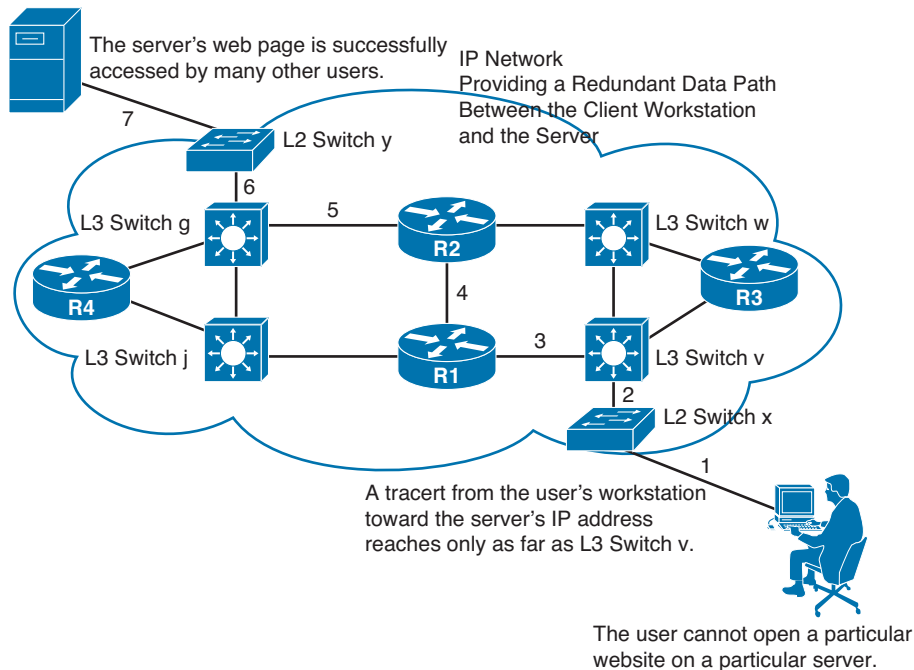 The server's web page is successfully
accessed by many other users.
IP Network
Providing a Redundant Data Path
Between the Client Workstation
and the Server
7
L2 Switch y
6
5
L3 Switch g
L3 Switch w
R2
R4
R3
4
3
L3 Switch j
R1
L3 Switch v
2
L2 Switch x
1
A tracert from the user's workstation
toward the server's IP address
reaches only as far as L3 Switch v.
The user cannot open a particular
website on a particular server.